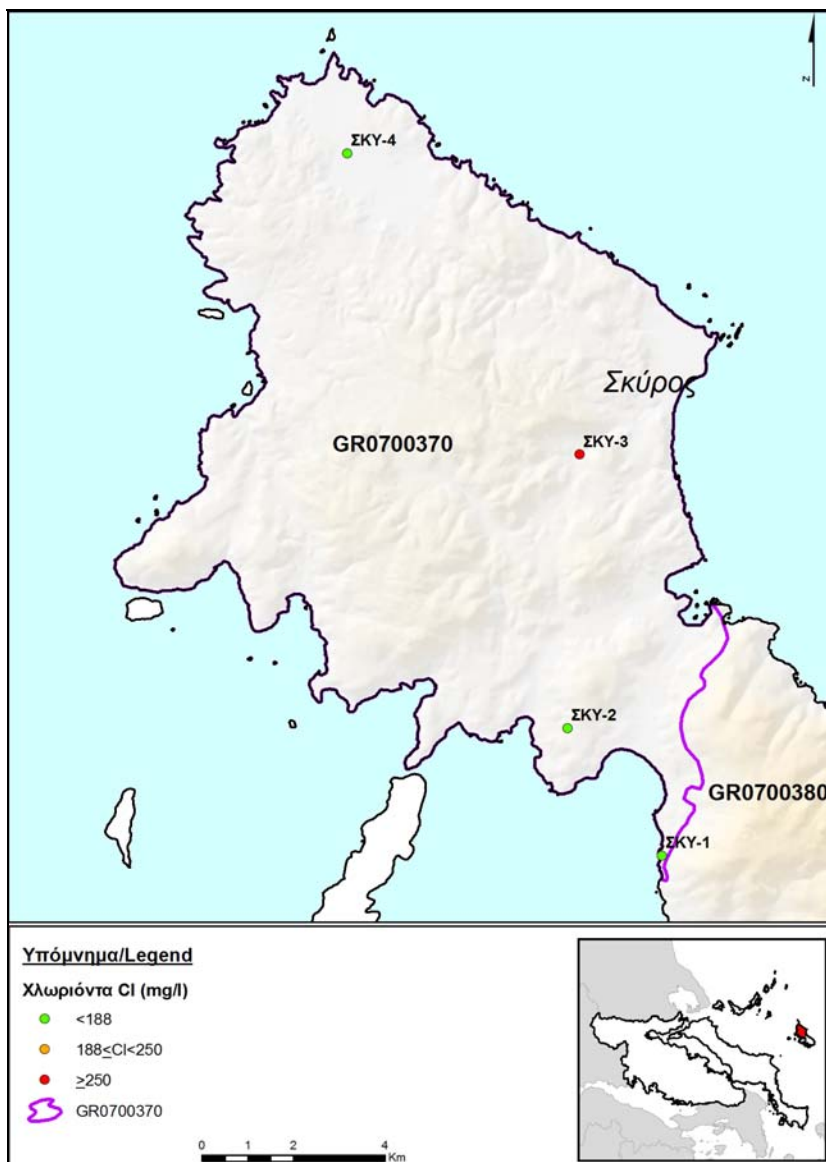 z
ΣΚΥ-4
Σκύρος
GR0700370
ΣΚΥ-3
ΣΚΥ-2
GR0700380
ΣΚΥ-1
Υπόμνημα/Legend
Χλωριόντα Cl (mg/l)
<188
188≤Cl<250
≥250
GR0700370
0 1 2 4
Km